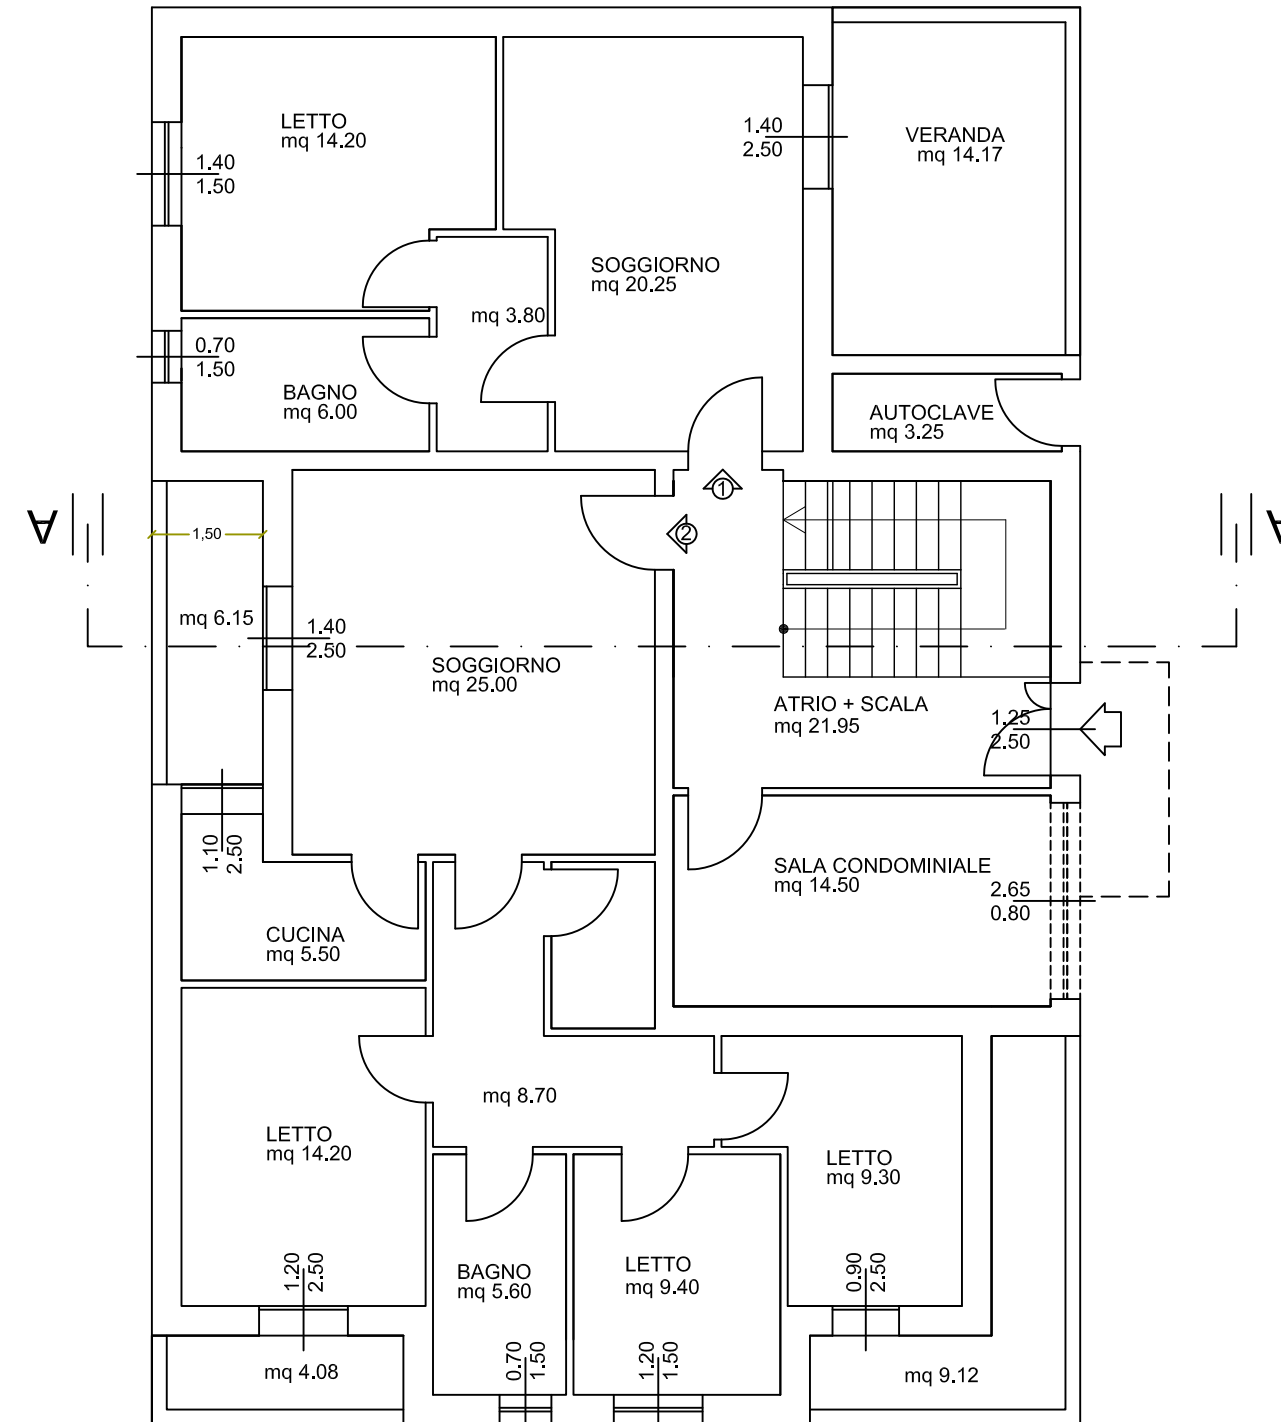 LETTO
mq 14.20
1.40
1.50
1.40
2.50
VERANDA
mq 14.17
SOGGIORNO
mq 20.25
mq 3.80
0.70
1.50
BAGNO
mq 6.00
AUTOCLAVE
mq 3.25
1
2
A
A
1,50
mq 6.15
1.40
2.50
SOGGIORNO
mq 25.00
ATRIO + SCALA
mq 21.95
1.25
2.50
1.10
2.50
SALA CONDOMINIALE
mq 14.50
2.65
0.80
CUCINA
mq 5.50
mq 8.70
LETTO
mq 14.20
LETTO
mq 9.30
BAGNO
mq 5.60
LETTO
mq 9.40
1.20
2.50
0.90
2.50
0.70
1.50
1.20
1.50
mq 4.08
mq 9.12